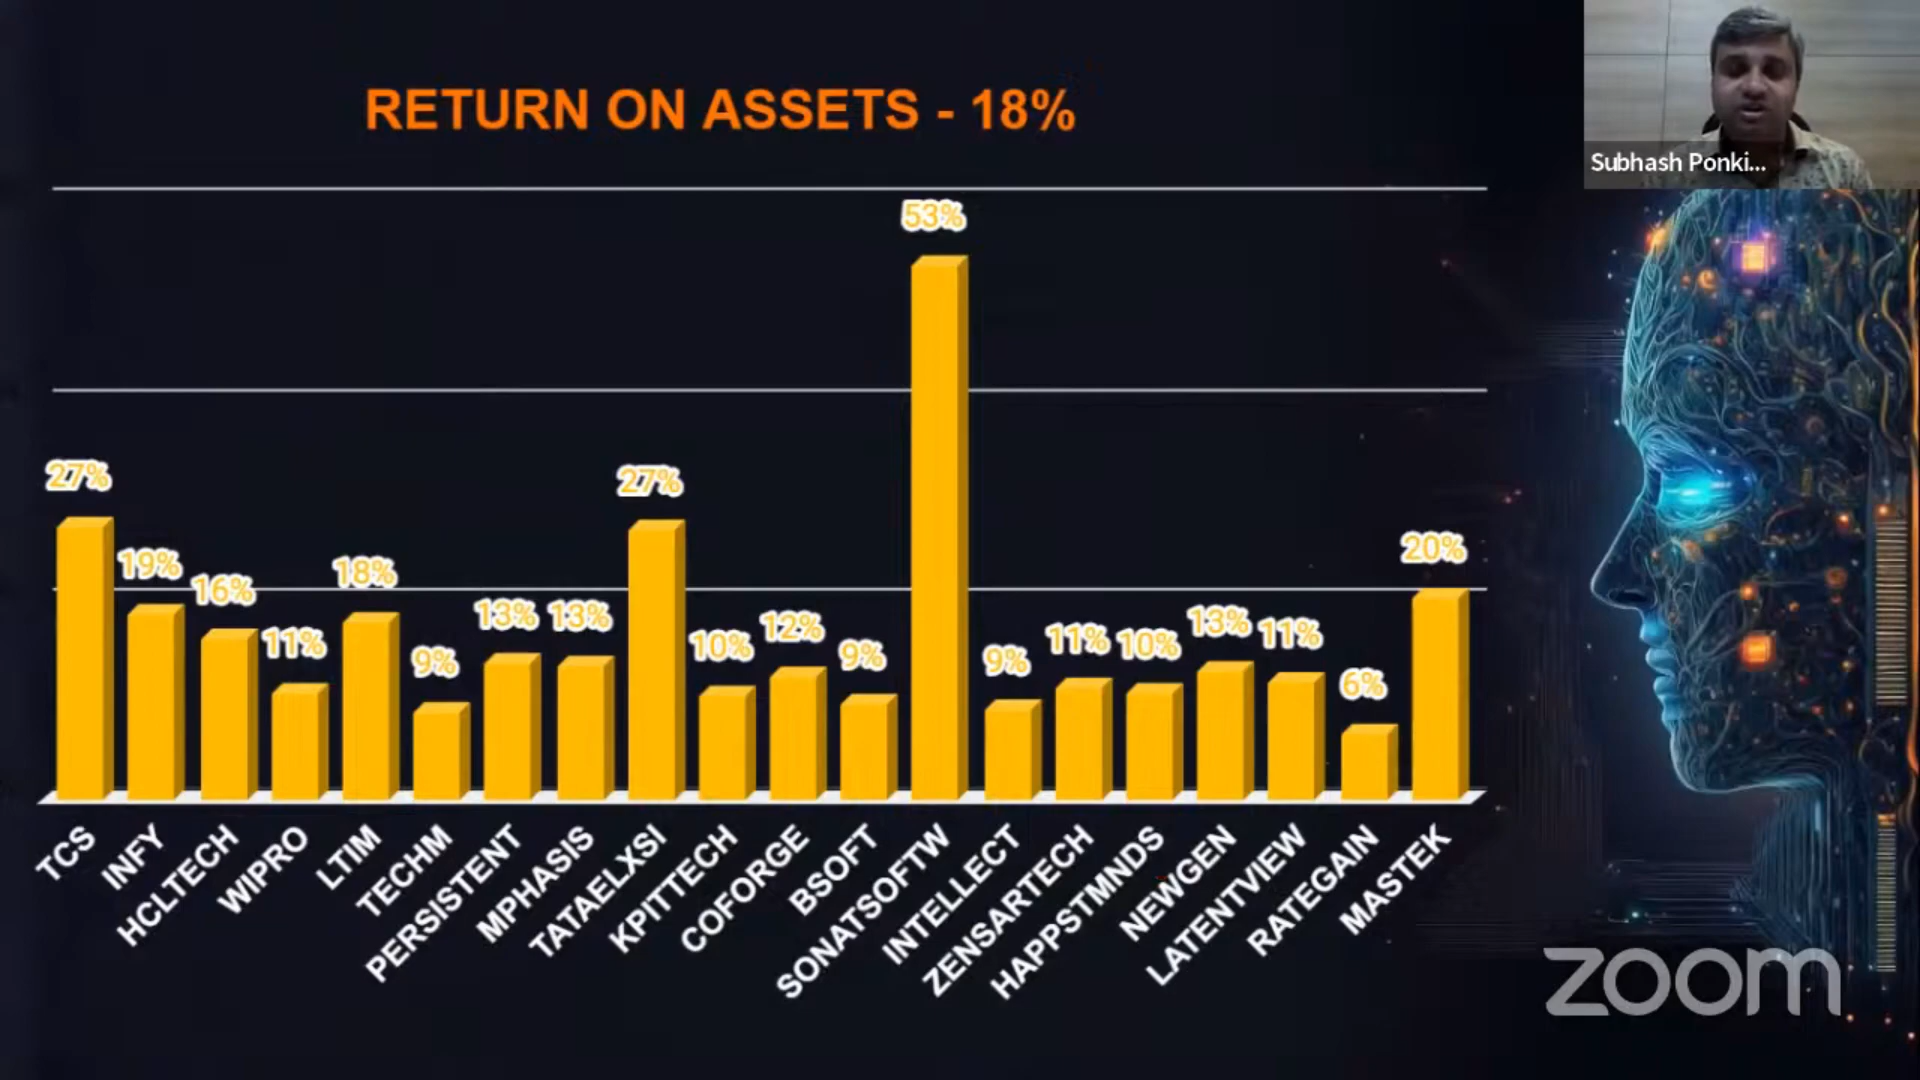 RETURN ON ASSETS - 18%
Subhash Ponki...
53%
27%
19%
16%
11%
18%
9%
13%
13%
27%
10%
12%
9%
9%
11%
10%
13%
11%
6%
20%
TCS
INFY
HCLTECH
WIPRO
LTIM
TECHM
PERSISTENT
MPHASIS
TATAELXSI
KPITTECH
COFORGE
BSOFT
SONATSOFTW
INTELLECT
ZENSARTECH
HAPPSTMNDS
NEWGEN
LATENTVIEW
RATEGAIN
MASTEK
zoom